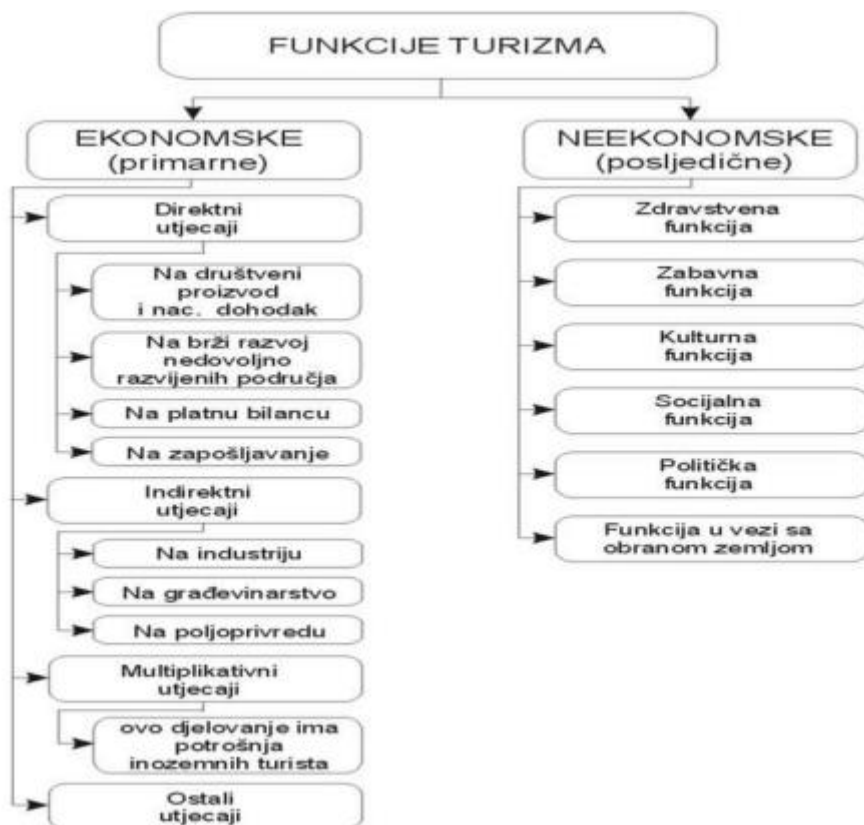 FUNKCIJE TURIZMA
EKONOMSKE
(primarne)
Direktni
utjecaji
Na društveni
proizvod
i nac. dohodak
Na brži razvoj
nedovoljno
razvijenih područja
Na platnu bilancu
Na zapošljavanje
Indirektni
utjecaji
Na industriju
Na građevinarstvo
Na poljoprivredu
Multiplikativni
utjecaji
ovo djelovanje ima
potrošnja
inozemnih turista
Ostali
utjecaji
NEEKONOMSKE
(posljedične)
Zdravstvena
funkcija
Zabavna
funkcija
Kulturna
funkcija
Socijalna
funkcija
Politička
funkcija
Funkcija u vezi sa
obranom zemljom